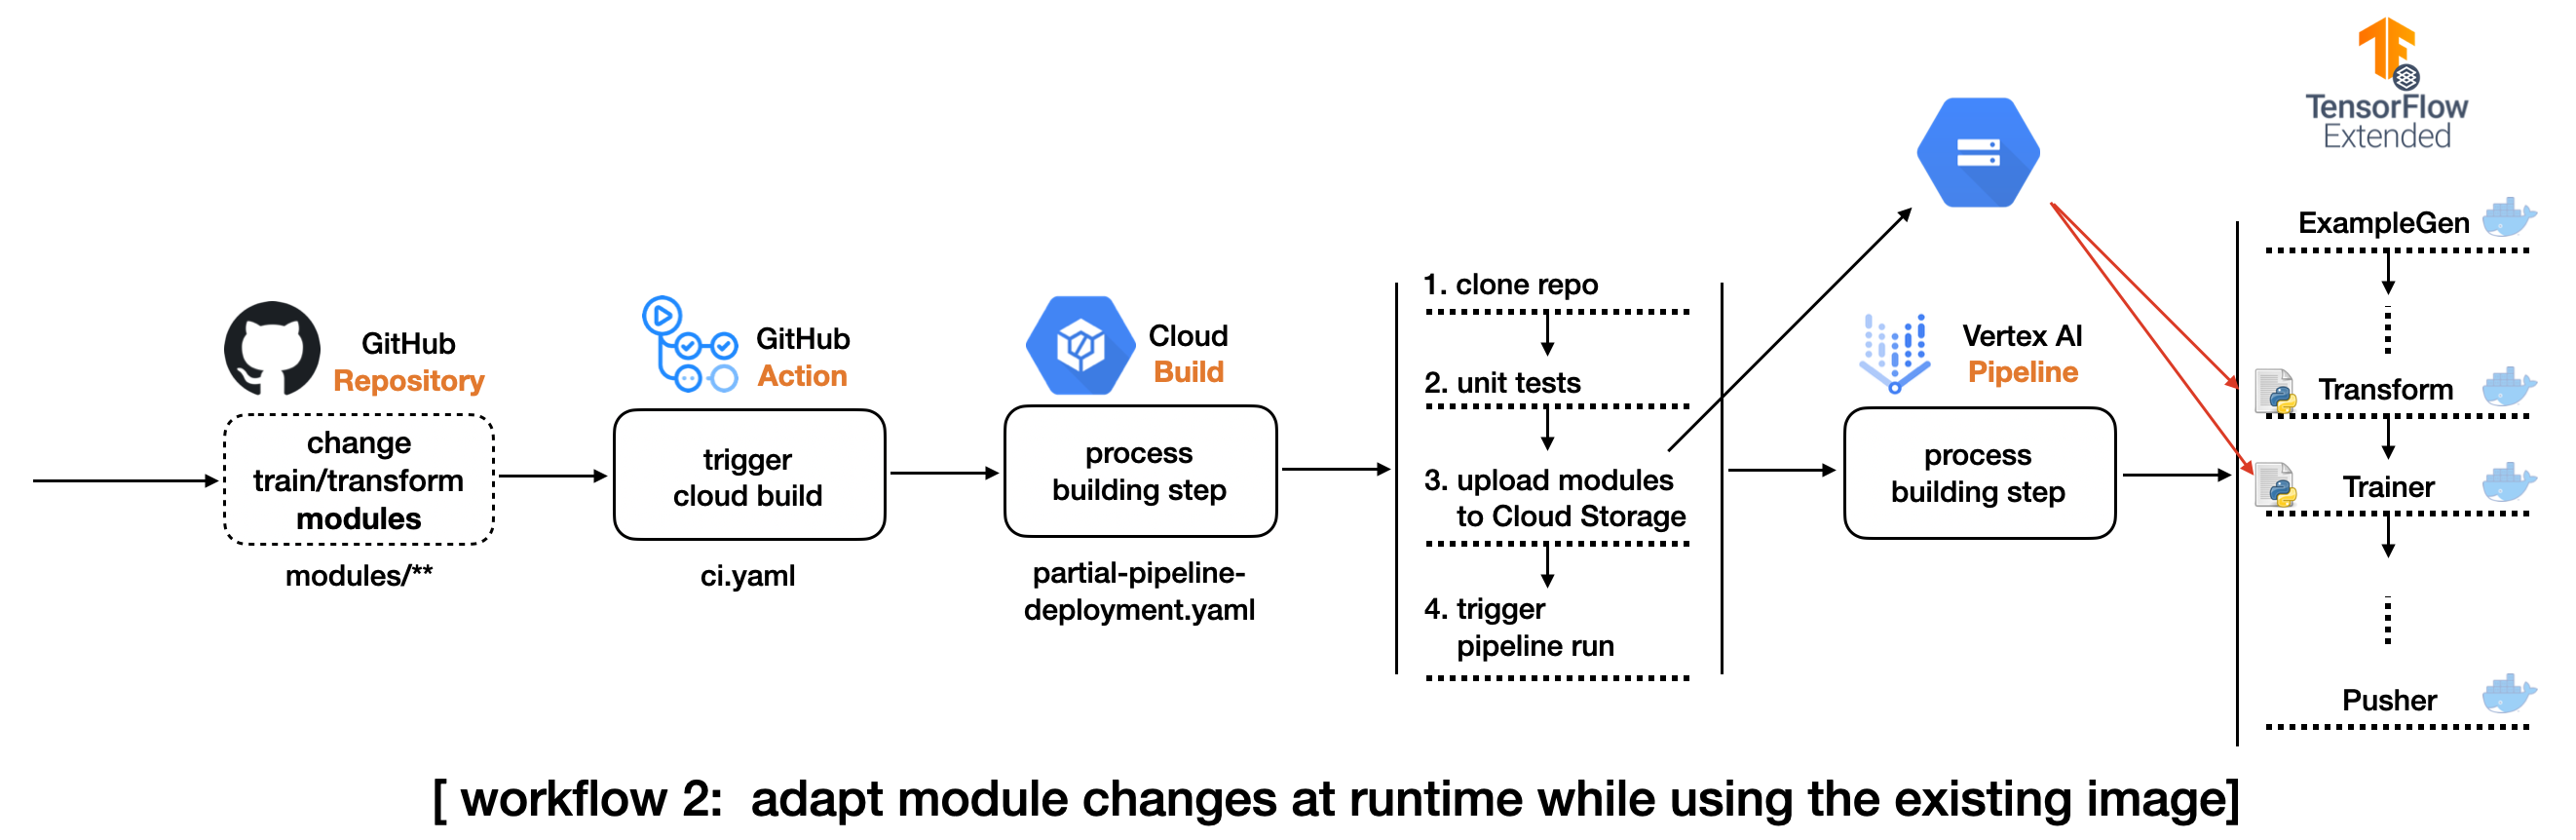 TensorFlow
Extended
GitHub
Repository
change
train/transform
modules
modules/**
GitHub
Action
trigger
cloud build
ci.yaml
Cloud
Build
process
building step
partial-pipeline-
deployment.yaml
1. clone repo
2. unit tests
3. upload modules
to Cloud Storage
4. trigger
pipeline run
Vertex AI
Pipeline
process
building step
ExampleGen
Transform
Trainer
Pusher
[ workflow 2: adapt module changes at runtime while using the existing image]